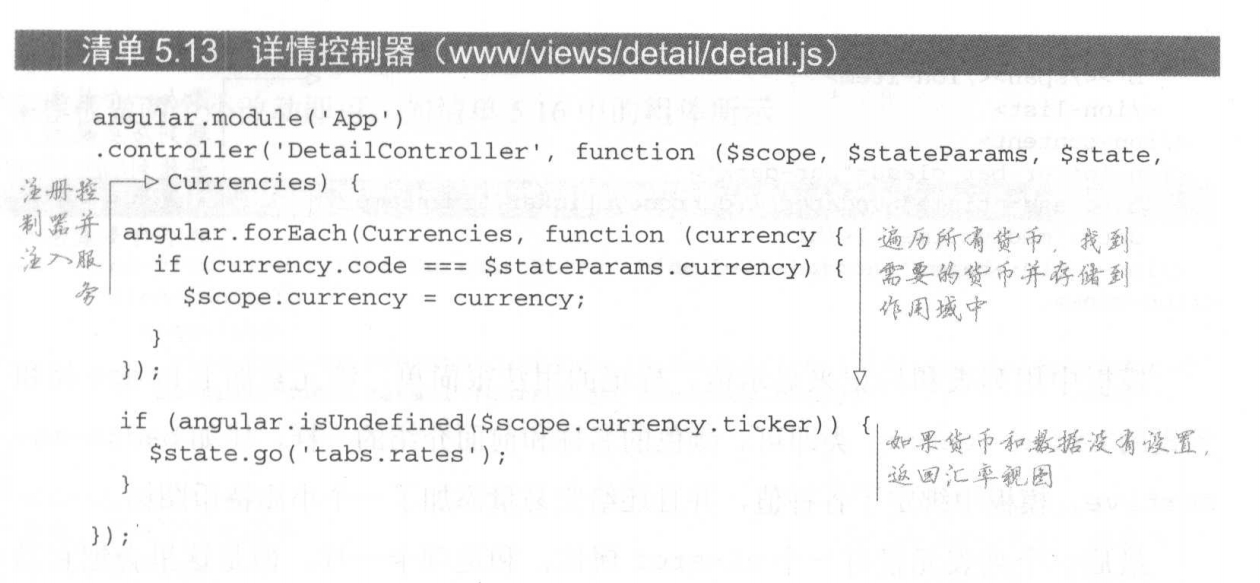 清单 5.13 详情控制器（www/views/detail/detail.js）
angular.module('App')
.controller('DetailController', function ($scope, $stateParams, $state,
Currencies) {
注册控
制器并
注入服
务
angular.forEach(Currencies, function (currency {
if (currency.code === $stateParams.currency) {
$scope.currency = currency;
}
});
遍历所有货币，找到
需要的货币并存储到
作用域中
if (angular.isUndefined($scope.currency.ticker)) {
$state.go('tabs.rates');
}
如果货币和数据没有设置，
返回汇率视图
});